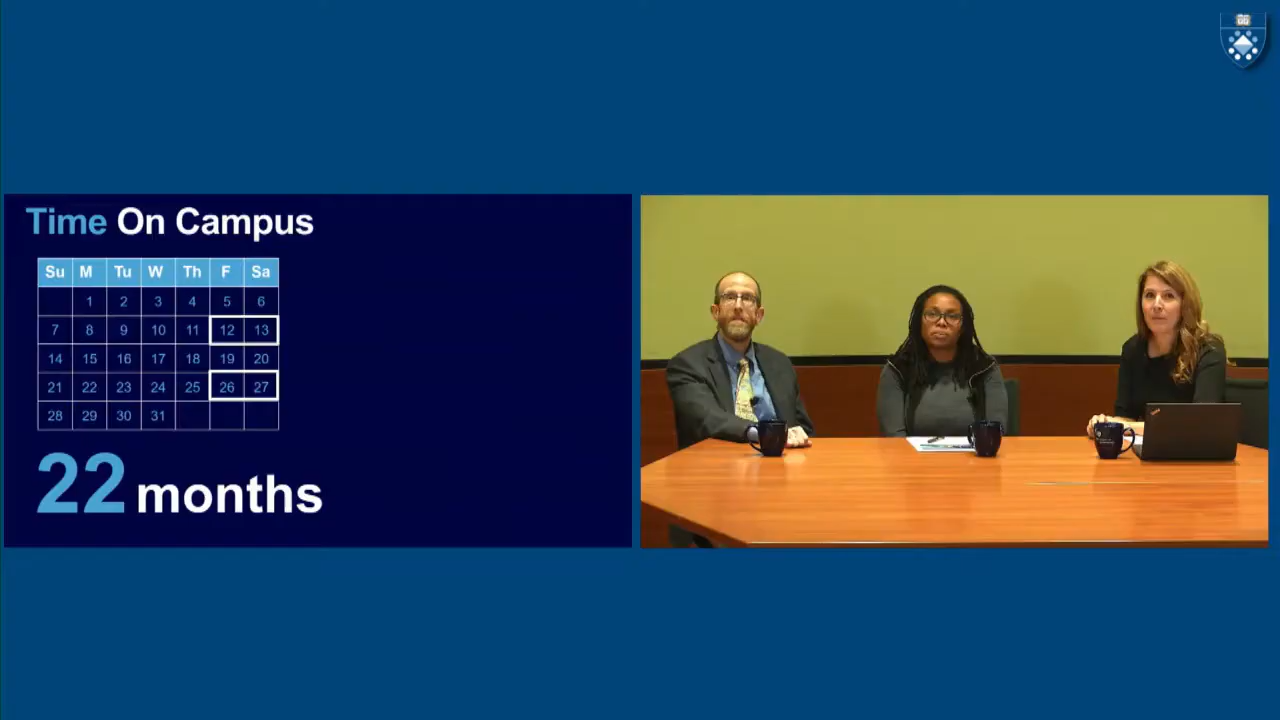 Time On Campus
Su M Tu W Th F Sa
1 2 3 4 5 6
7 8 9 10 11 12 13
14 15 16 17 18 19 20
21 22 23 24 25 26 27
28 29 30 31
22 months